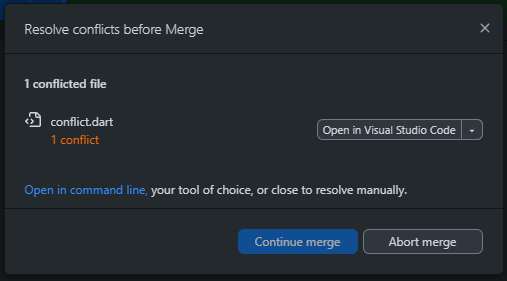 Resolve conflicts before Merge
1 conflicted file
conflict.dart
1 conflict
Open in Visual Studio Code
Open in command line, your tool of choice, or close to resolve manually.
Continue merge
Abort merge